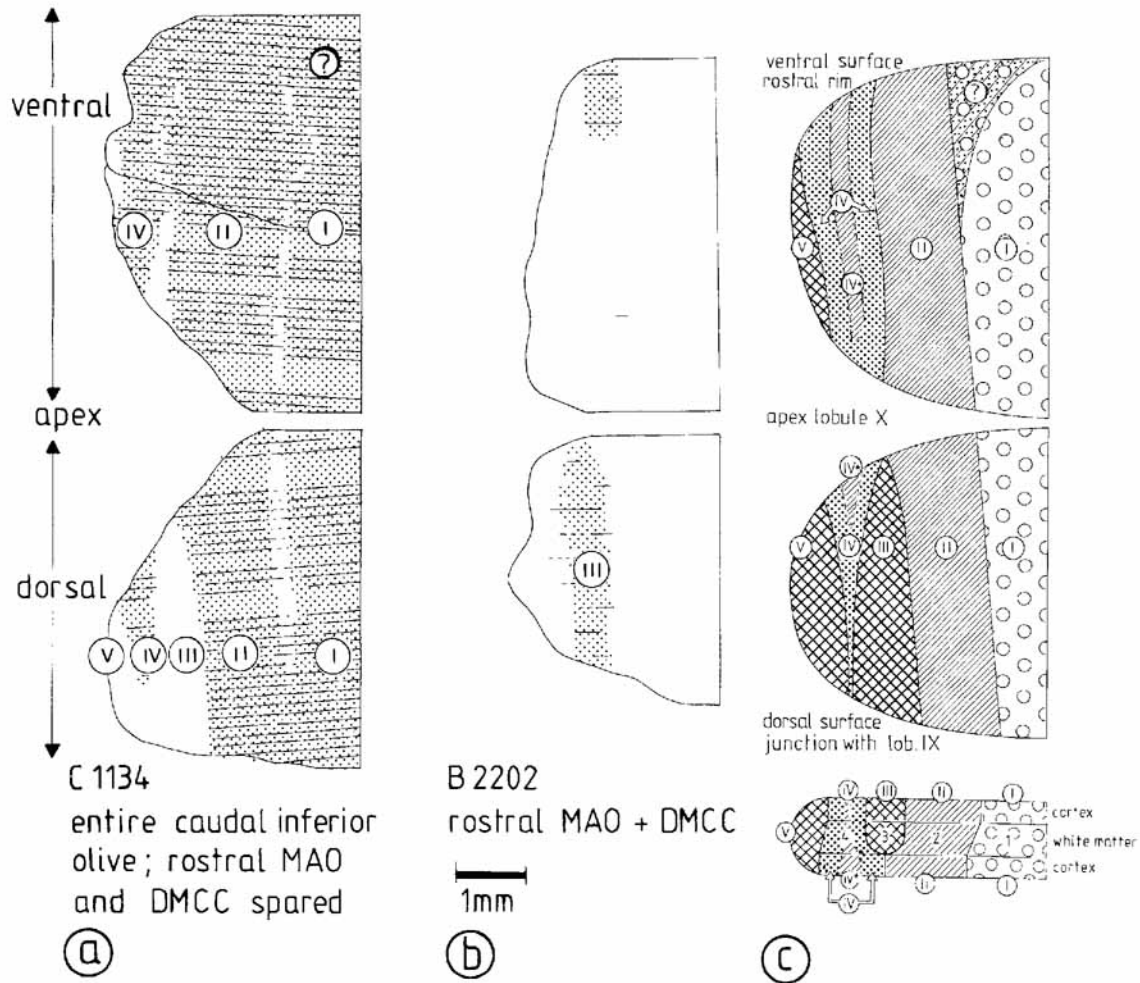 ventral
apex
dorsal
?
IV II I
V IV III II I
C 1134
entire caudal inferior
olive; rostral MAO
and DMCC spared
a
III
B 2202
rostral MAO + DMCC
1mm
b
ventral surface
rostral rim
?
IV
V II I
IV+
apex lobule X
IV+
V IV III II I
dorsal surface
junction with lob. IX
IV III II I
cortex
V 4 3 2 1 white matter
cortex
IV+ II I
IV
c